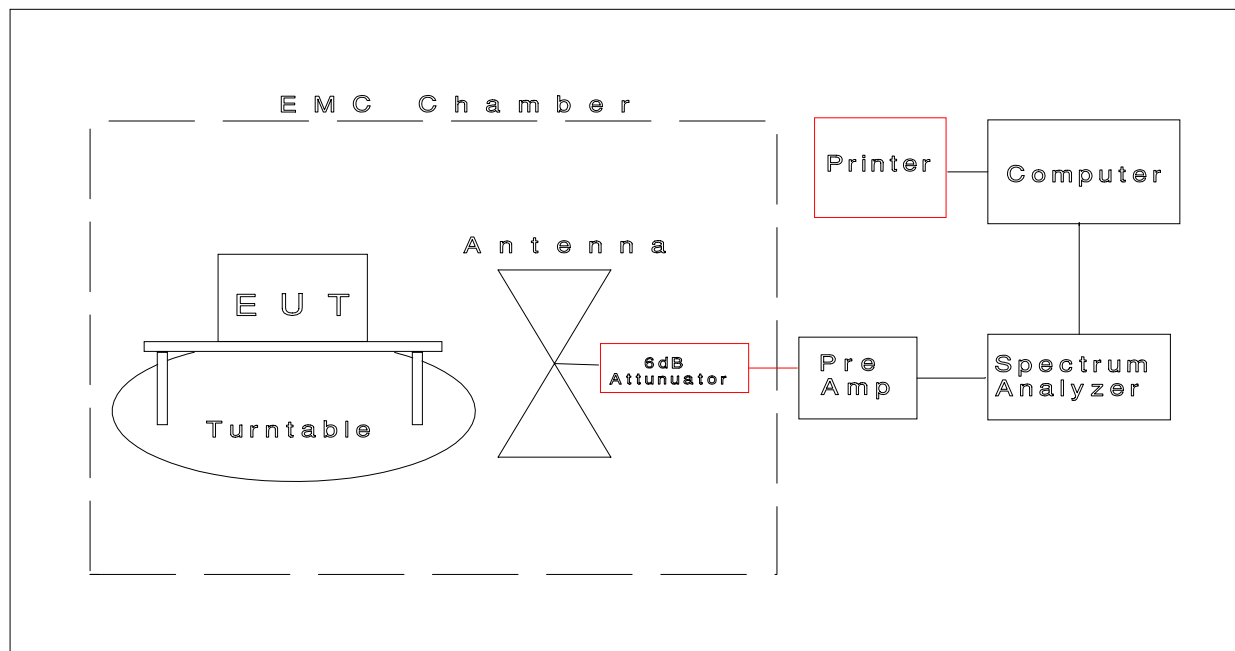 EMC Chamber
Printer
Computer
Antenna
EUT
6dB
Attunuator
Pre
Amp
Spectrum
Analyzer
Turntable